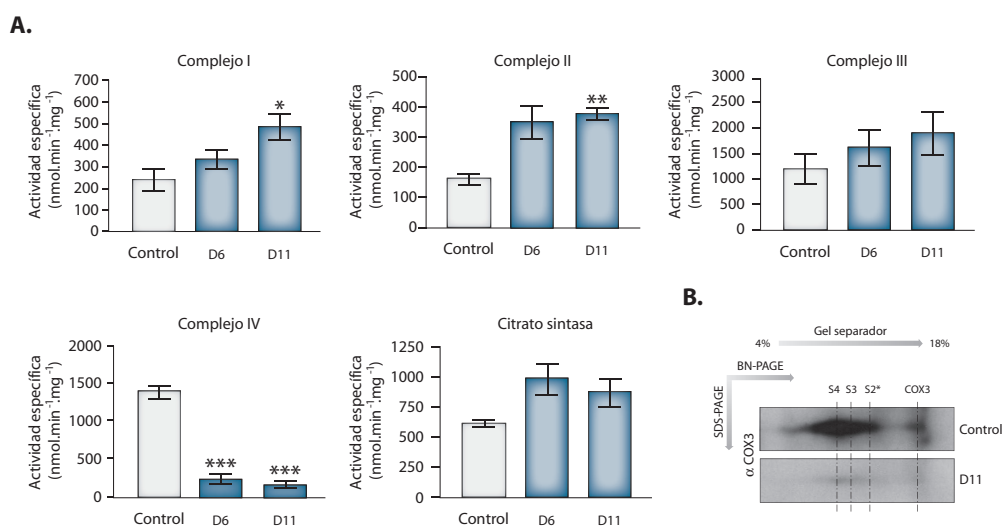 A.
Complejo I
Actividad específica
(nmol.min⁻¹.mg⁻¹)
700
600
500
400
300
200
100
0
*
Control
D6
D11
Complejo II
Actividad específica
(nmol.min⁻¹.mg⁻¹)
500
400
300
200
100
0
**
Control
D6
D11
Complejo III
Actividad específica
(nmol.min⁻¹.mg⁻¹)
3000
2500
2000
1500
1000
500
0
Control
D6
D11
Complejo IV
Actividad específica
(nmol.min⁻¹.mg⁻¹)
2000
1500
1000
500
0
***
***
Control
D6
D11
Citrato sintasa
Actividad específica
(nmol.min⁻¹.mg⁻¹)
1250
1000
750
500
250
0
Control
D6
D11
B.
Gel separador
4%
18%
BN-PAGE
SDS-PAGE
S4
S3
S2*
COX3
α COX3
Control
D11